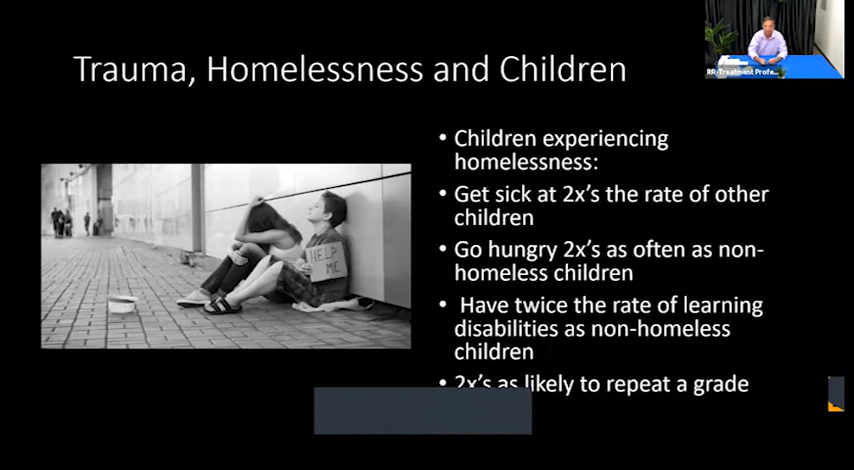 Trauma, Homelessness and Children
RR-Treatment Profe...
• Children experiencing
homelessness:
• Get sick at 2x's the rate of other
children
• Go hungry 2x's as often as non-
homeless children
• Have twice the rate of learning
disabilities as non-homeless
children
• 2x's as likely to repeat a grade
HELP
ME